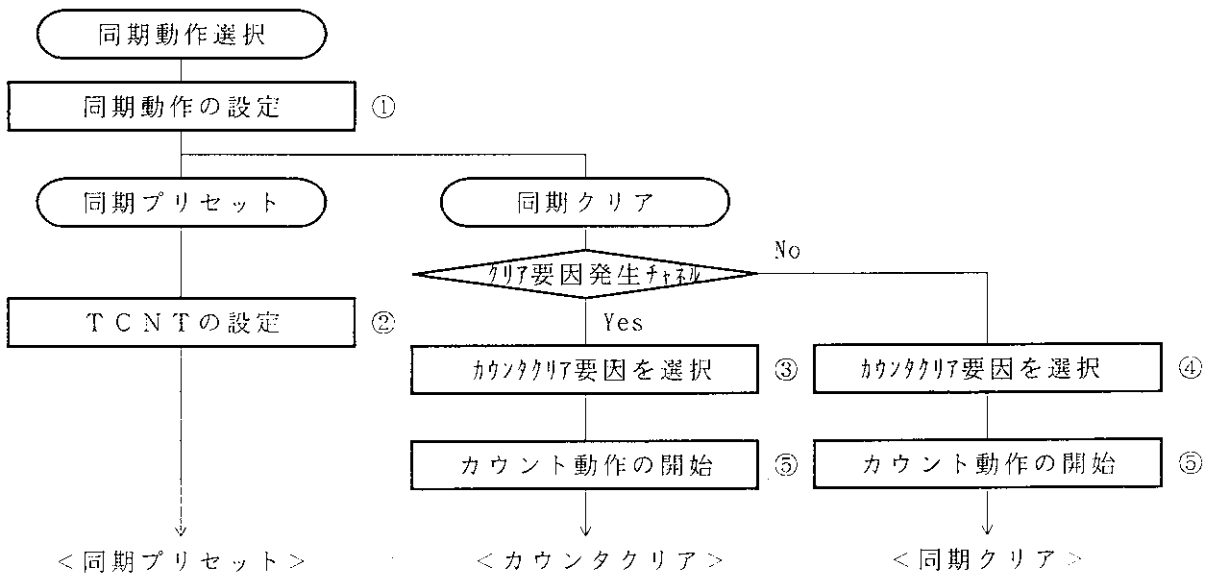 同期動作選択
同期動作の設定 ①
同期プリセット 同期クリア
クリア要因発生チャネル No
TCNTの設定 ② Yes
カウンタクリア要因を選択 ③ カウンタクリア要因を選択 ④
カウント動作の開始 ⑤ カウント動作の開始 ⑤
<同期プリセット> <カウンタクリア> <同期クリア>